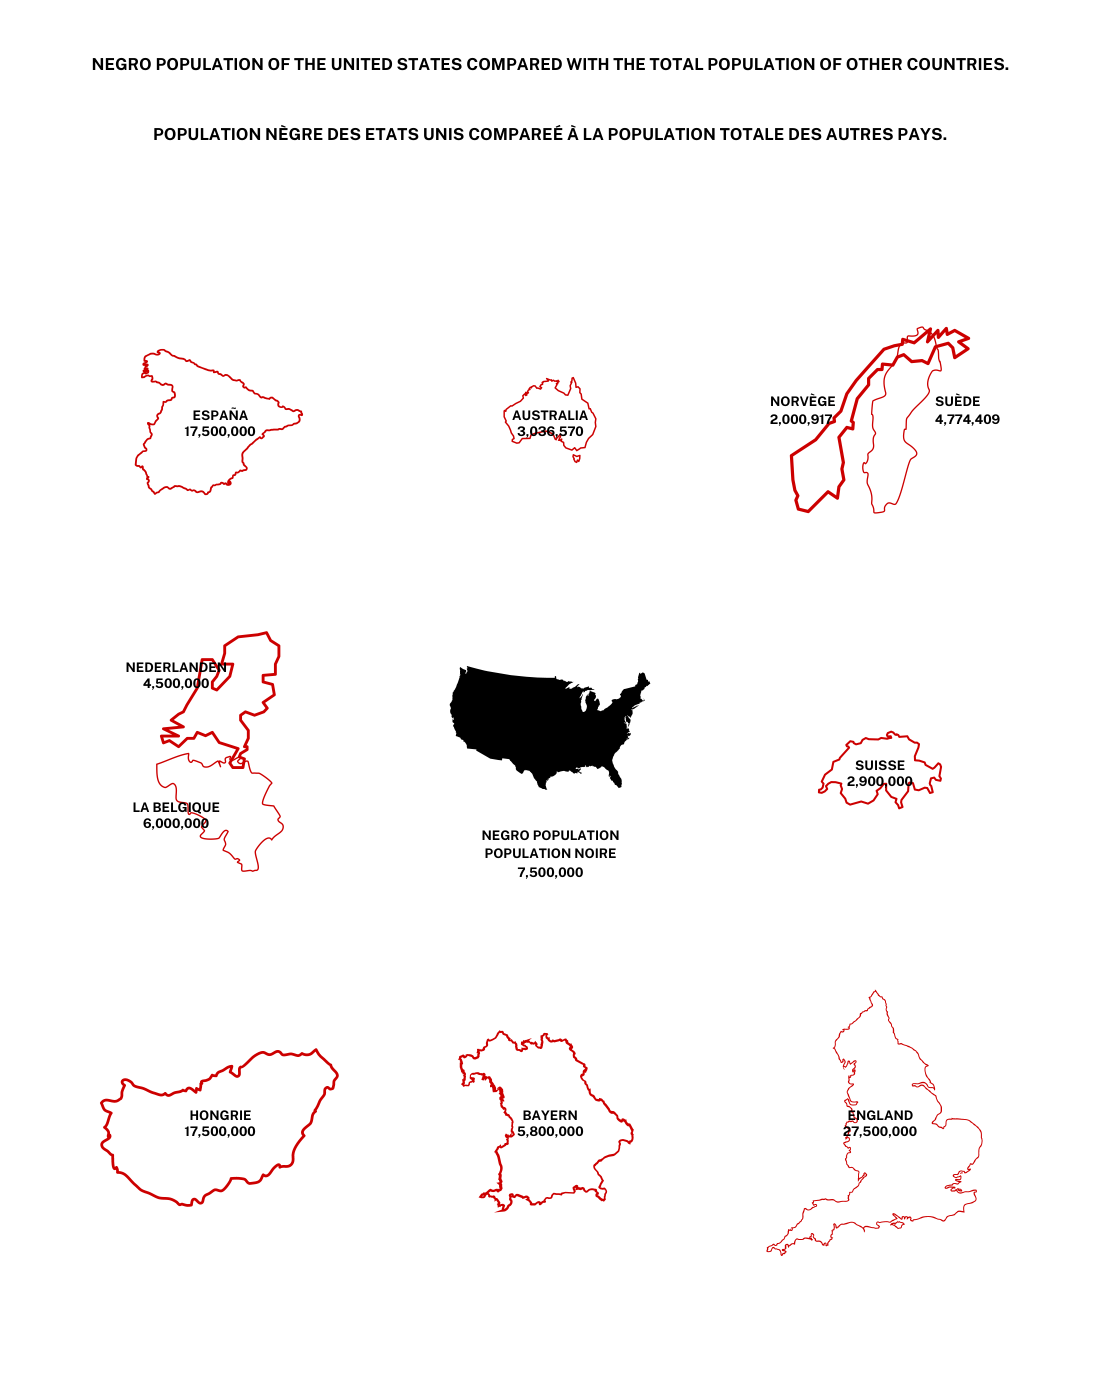 NEGRO POPULATION OF THE UNITED STATES COMPARED WITH THE TOTAL POPULATION OF OTHER COUNTRIES.
POPULATION NÈGRE DES ETATS UNIS COMPAREÉ À LA POPULATION TOTALE DES AUTRES PAYS.
ESPAÑA
17,500,000
AUSTRALIA
3,036,570
NORVÈGE
2,000,917
SUÈDE
4,774,409
NEDERLANDEN
4,500,000
LA BELGIQUE
6,000,000
NEGRO POPULATION
POPULATION NOIRE
7,500,000
SUISSE
2,900,000
HONGRIE
17,500,000
BAYERN
5,800,000
ENGLAND
27,500,000